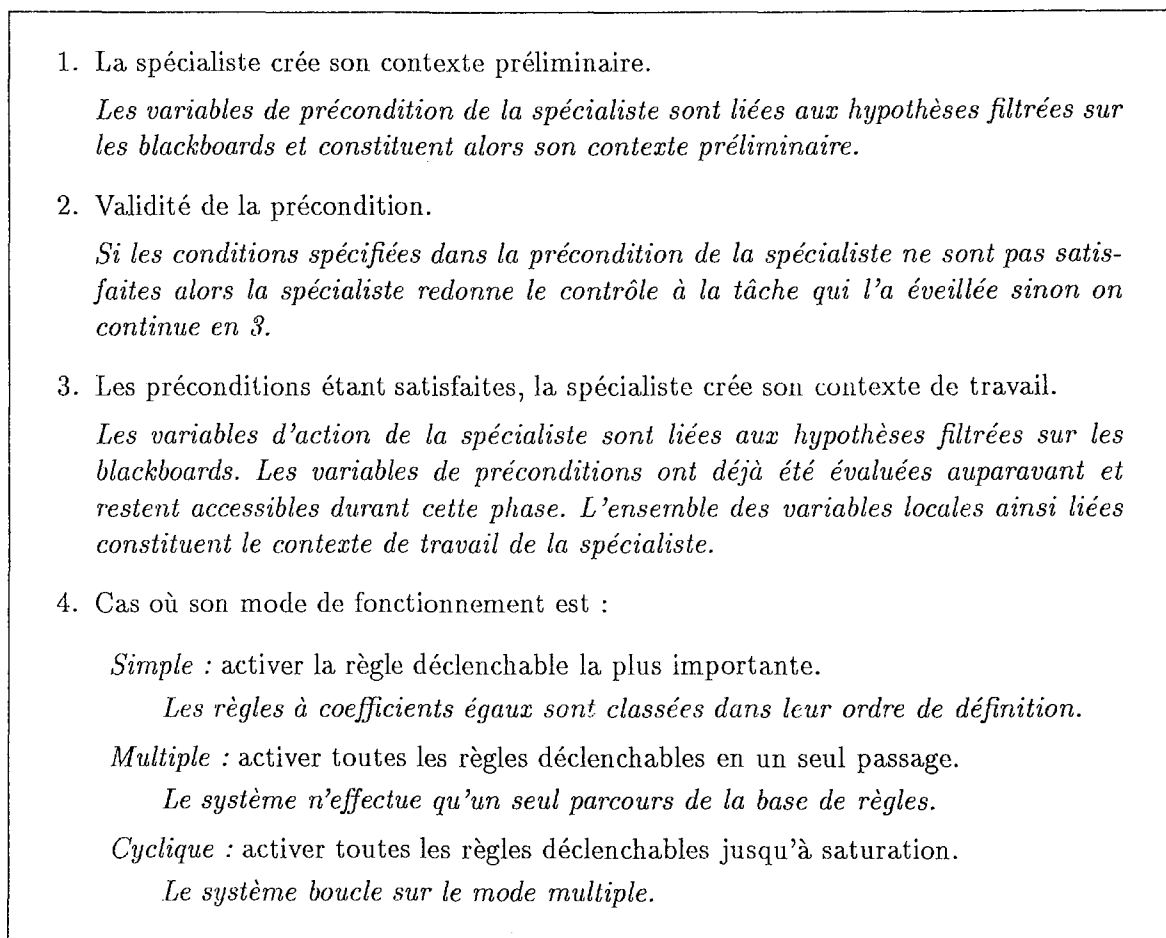 1. La spécialiste crée son contexte préliminaire.
Les variables de précondition de la spécialiste sont liées aux hypothèses filtrées sur
les blackboards et constituent alors son contexte préliminaire.
2. Validité de la précondition.
Si les conditions spécifiées dans la précondition de la spécialiste ne sont pas satis-
faites alors la spécialiste redonne le contrôle à la tâche qui l'a éveillée sinon on
continue en 3.
3. Les préconditions étant satisfaites, la spécialiste crée son contexte de travail.
Les variables d'action de la spécialiste sont liées aux hypothèses filtrées sur les
blackboards. Les variables de préconditions ont déjà été évaluées auparavant et
restent accessibles durant cette phase. L'ensemble des variables locales ainsi liées
constituent le contexte de travail de la spécialiste.
4. Cas où son mode de fonctionnement est :
Simple : activer la règle déclenchable la plus importante.
Les règles à coefficients égaux sont classées dans leur ordre de définition.
Multiple : activer toutes les règles déclenchables en un seul passage.
Le système n'effectue qu'un seul parcours de la base de règles.
Cyclique : activer toutes les règles déclenchables jusqu'à saturation.
Le système boucle sur le mode multiple.